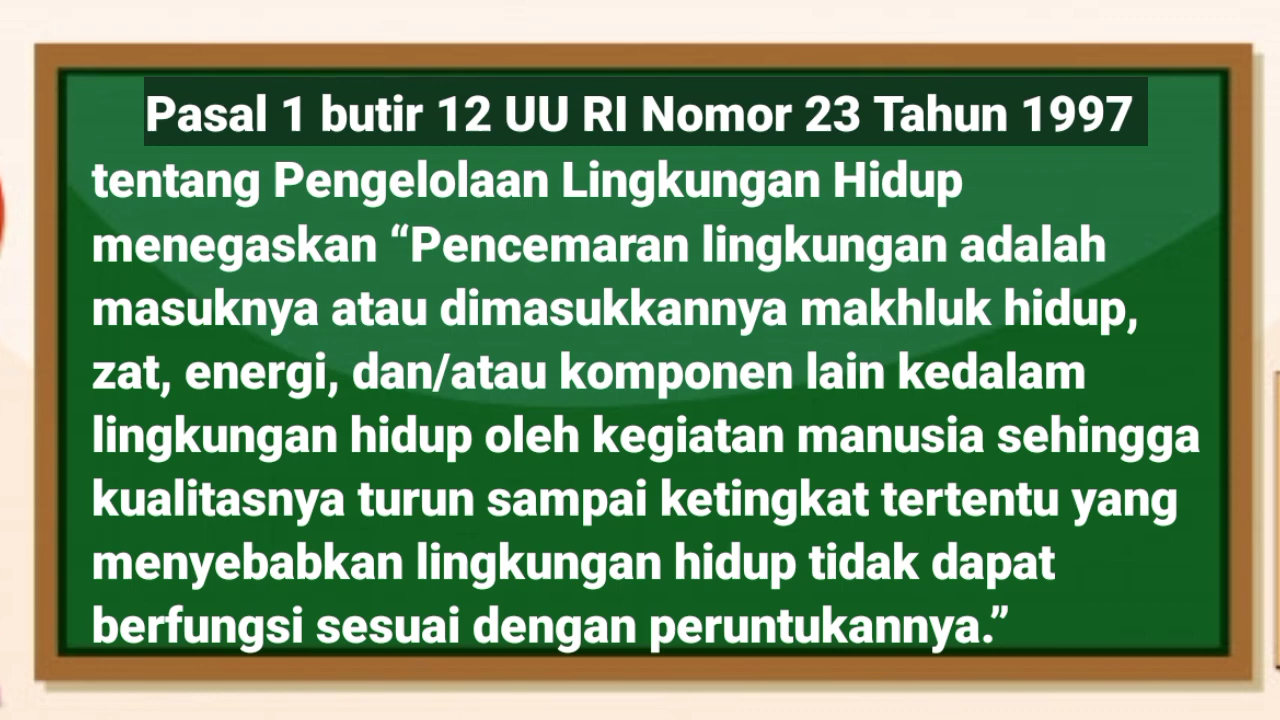 Pasal 1 butir 12 UU RI Nomor 23 Tahun 1997
tentang Pengelolaan Lingkungan Hidup
menegaskan “Pencemaran lingkungan adalah
masuknya atau dimasukkannya makhluk hidup,
zat, energi, dan/atau komponen lain kedalam
lingkungan hidup oleh kegiatan manusia sehingga
kualitasnya turun sampai ketingkat tertentu yang
menyebabkan lingkungan hidup tidak dapat
berfungsi sesuai dengan peruntukannya.”